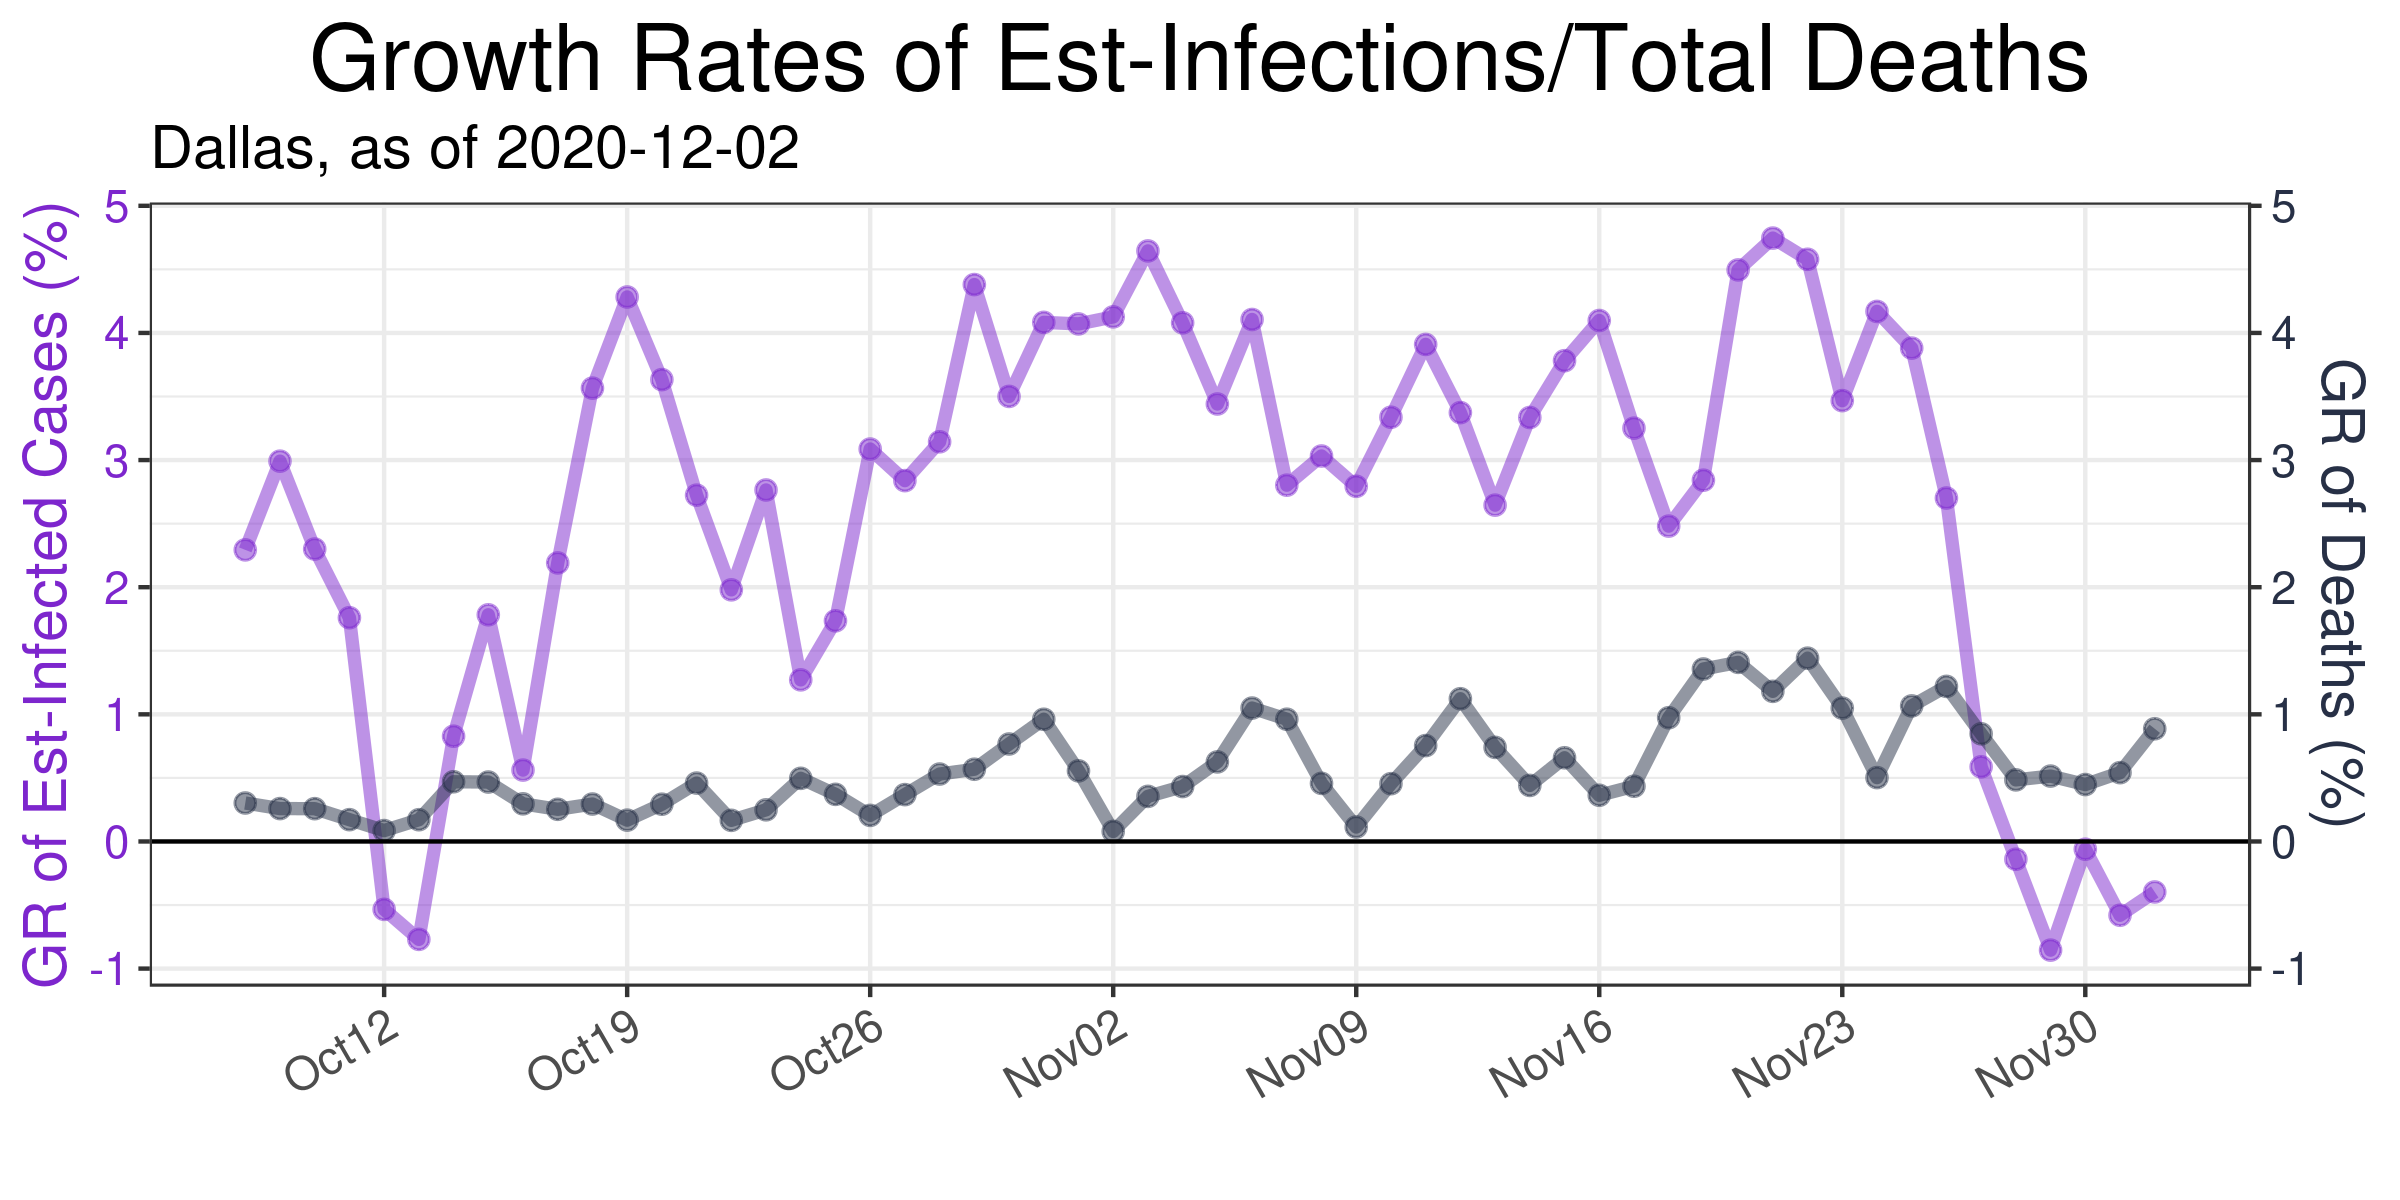 Growth Rates of Est-Infections/Total Deaths
Dallas, as of 2020-12-02
GR of Est-Infected Cases (%)
5
4
3
2
1
0
-1
5
4
3
2
1
0
-1
GR of Deaths (%)
Oct12
Oct19
Oct26
Nov02
Nov09
Nov16
Nov23
Nov30